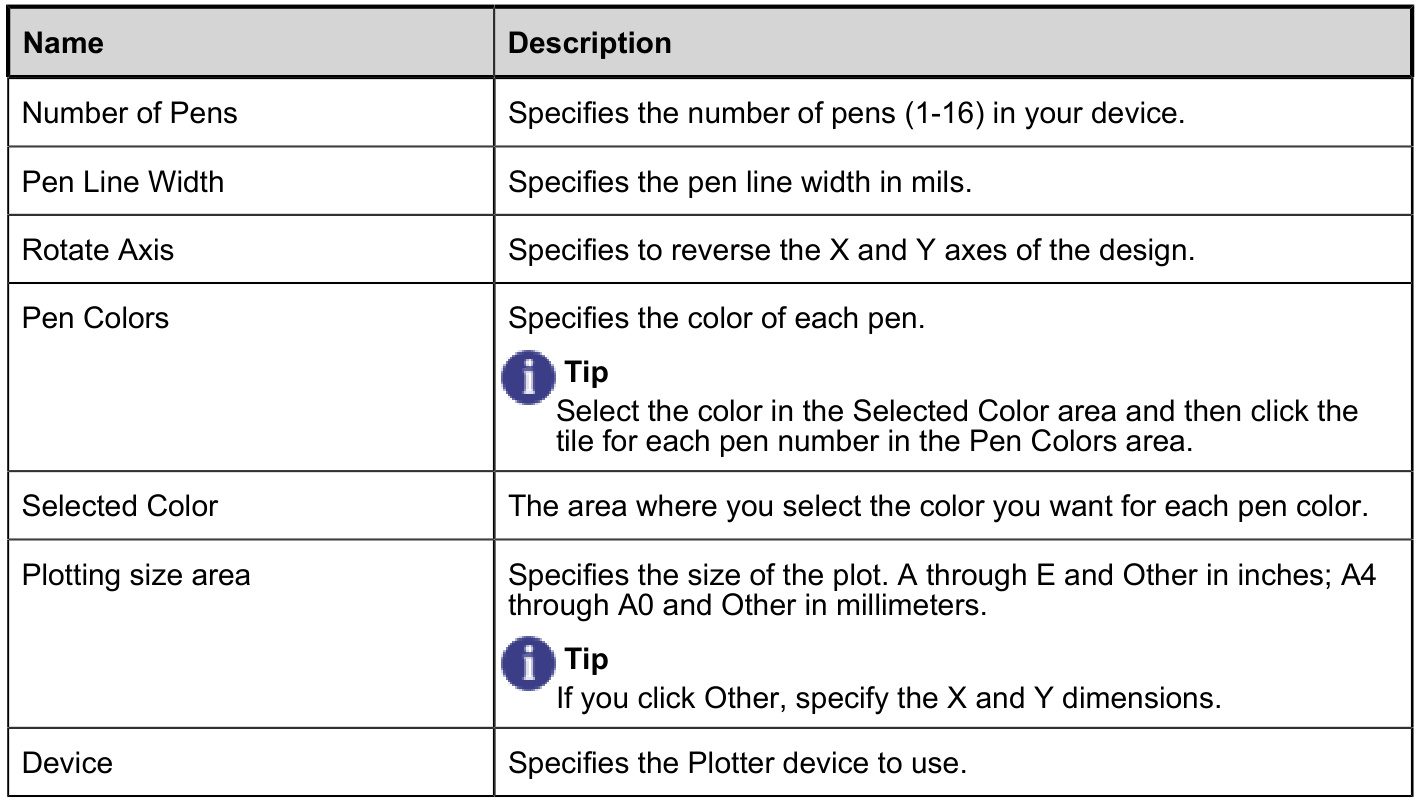 Name Description
Number of Pens Specifies the number of pens (1-16) in your device.
Pen Line Width Specifies the pen line width in mils.
Rotate Axis Specifies to reverse the X and Y axes of the design.
Pen Colors Specifies the color of each pen.
Tip
Select the color in the Selected Color area and then click the
tile for each pen number in the Pen Colors area.
Selected Color The area where you select the color you want for each pen color.
Plotting size area Specifies the size of the plot. A through E and Other in inches; A4
through A0 and Other in millimeters.
Tip
If you click Other, specify the X and Y dimensions.
Device Specifies the Plotter device to use.